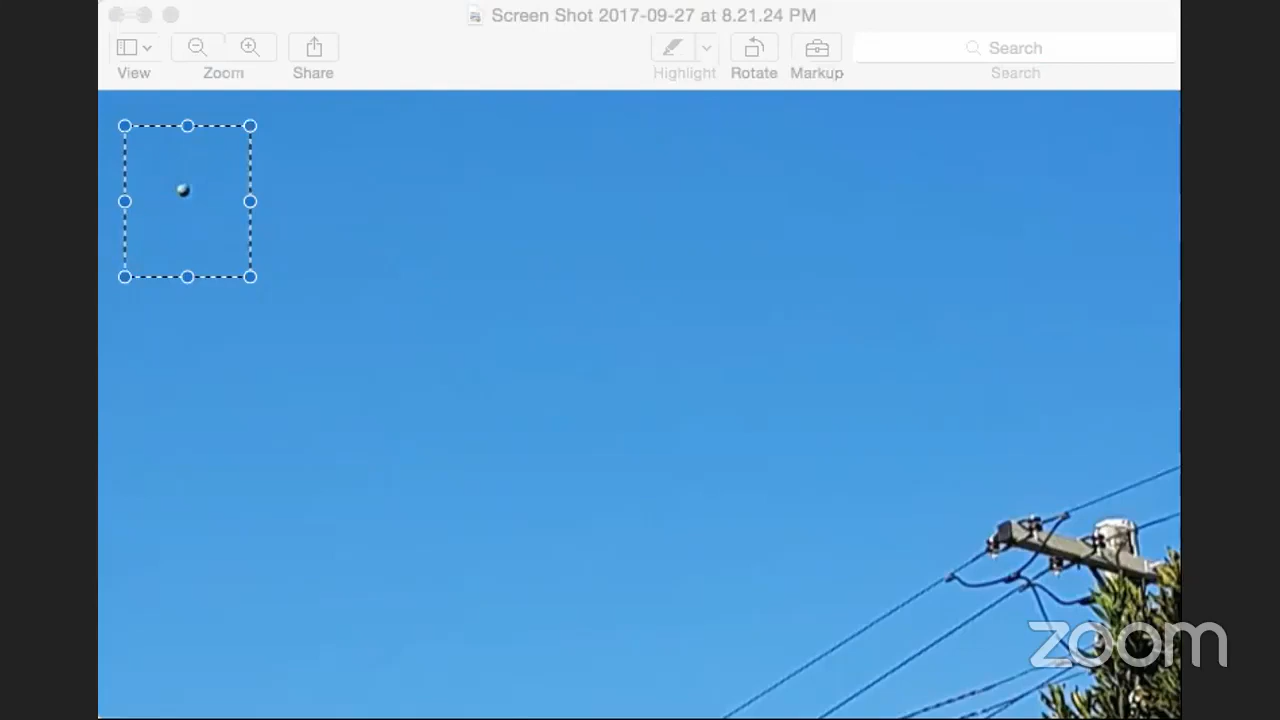 Screen Shot 2017-09-27 at 8.21.24 PM
View
Zoom
Share
Highlight
Rotate
Markup
Search
Search
zoom